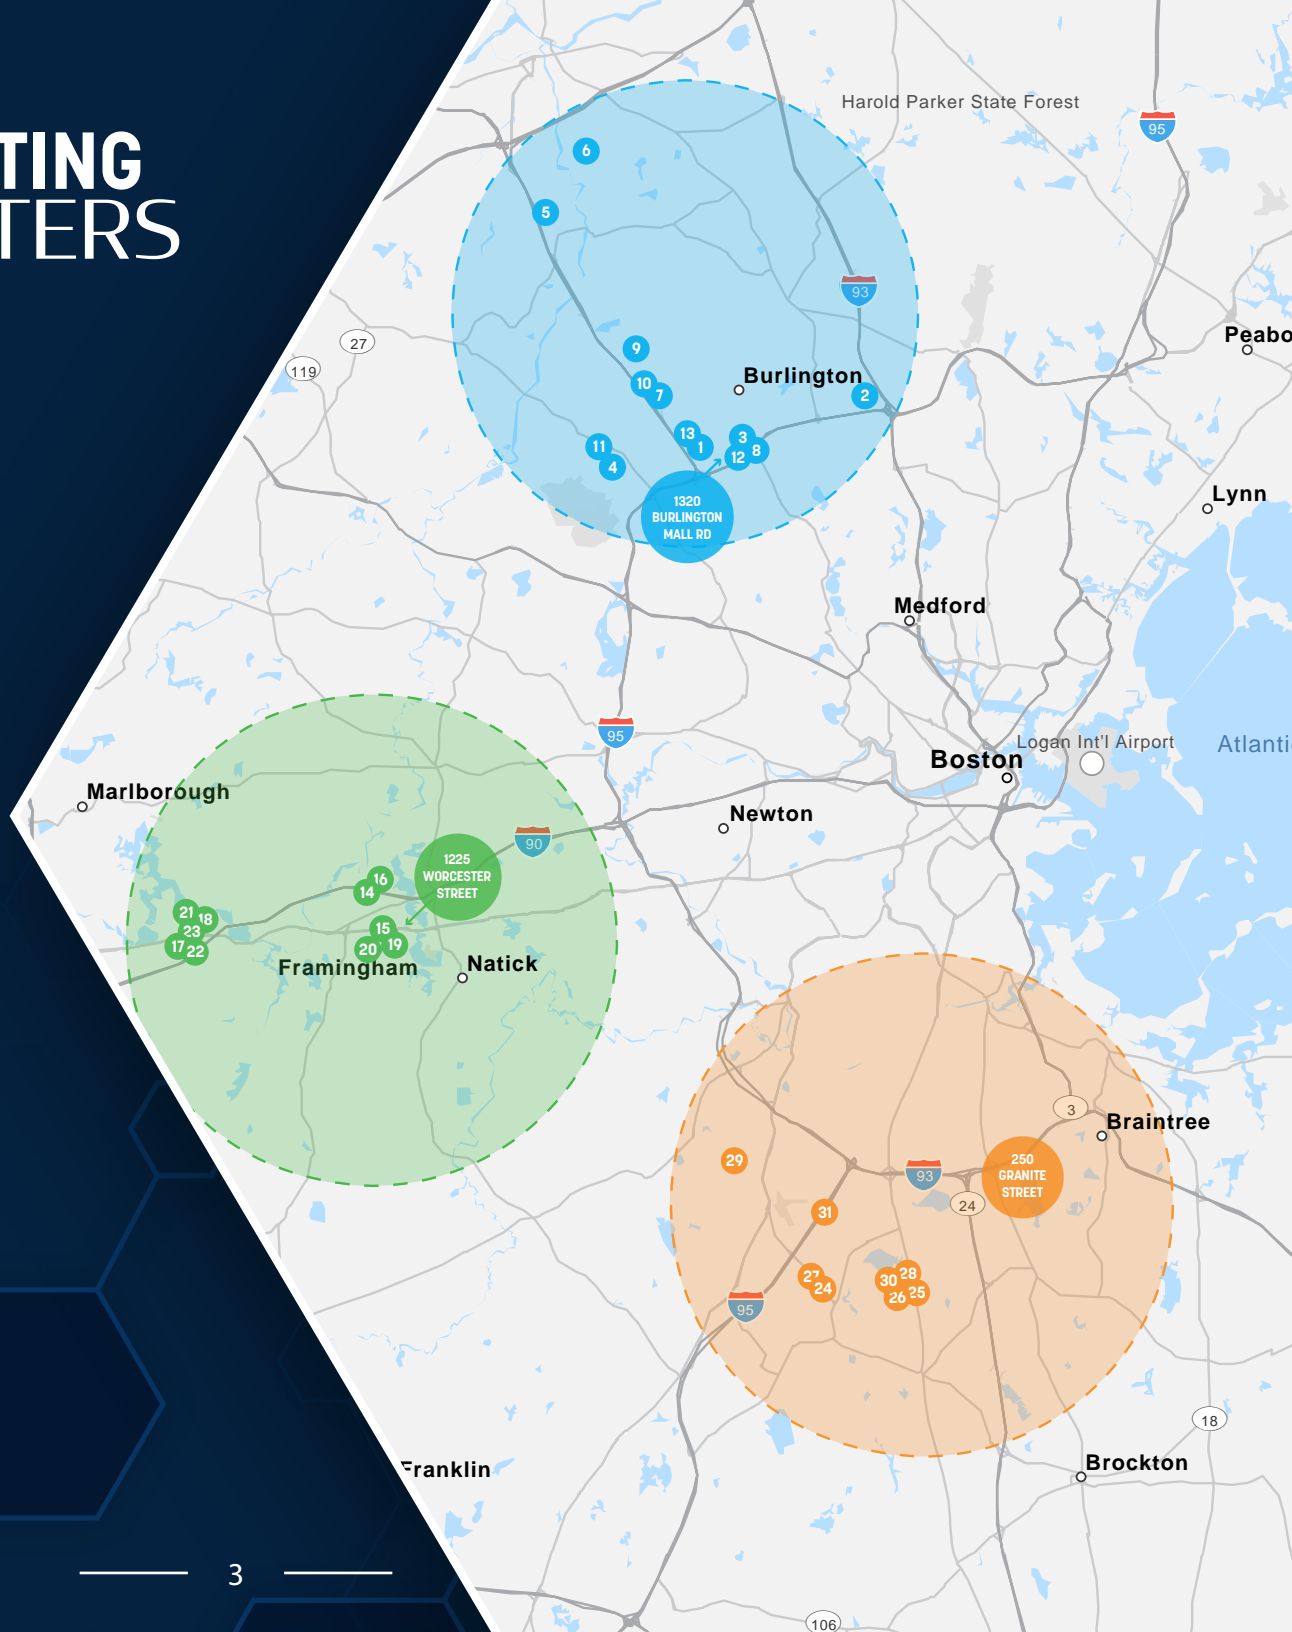 TING
TERS
Harold Parker State Forest
95
6
5
93
27
119
Peabo
9
Burlington
10
7
2
13
1
3
8
12
11
4
1320
BURLINGTON
MALL RD
Lynn
Medford
95
Logan Int'l Airport
Atlanti
Boston
Marlborough
Newton
90
1225
WORCESTER
STREET
16
14
21
18
23
17
22
15
19
20
Framingham
Natick
3
Braintree
29
93
250
GRANITE
STREET
24
31
27
24
28
30
25
26
95
18
Franklin
Brockton
3
106